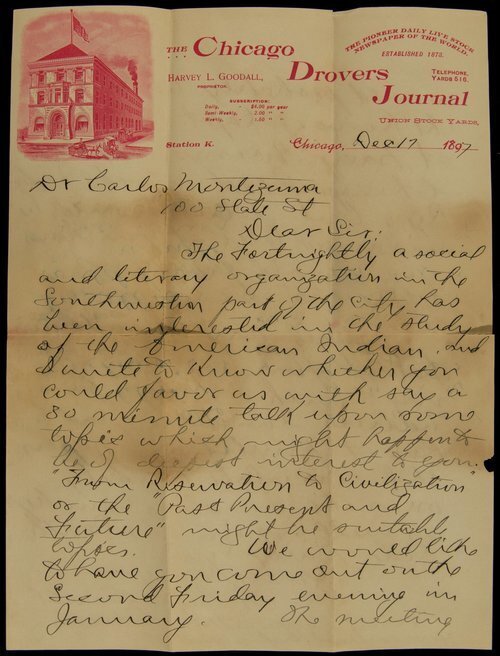 THE Chicago Drovers Journal
HARVEY L. GOODALL,
PROPRIETOR.
SUBSCRIPTION:
Daily, - $4.00 per year
Semi Weekly, - 2.00 " "
Weekly, - 1.50 " "
THE PIONEER DAILY LIVE STOCK
NEWSPAPER OF THE WORLD.
ESTABLISHED 1873.
TELEPHONE,
YARDS 516.
UNION STOCK YARDS,
Station K.
Chicago, Dec 17 1897
Dr Carlos Montezuma
100 State St
Dear Sir:
The Fortnightly a social
and literary organization in the
Southwestern part of the city has
been interested in the study
of the American Indian and
I write to know whether you
could favor us with say a
30 minute talk upon some
topic which might happen to
be of deepest interest to you.
"From Reservation to Civilization"
or the "Past Present and
Future" might be suitable
topics. We would like
to have you come out on the
Second Friday evening in
January. The meeting